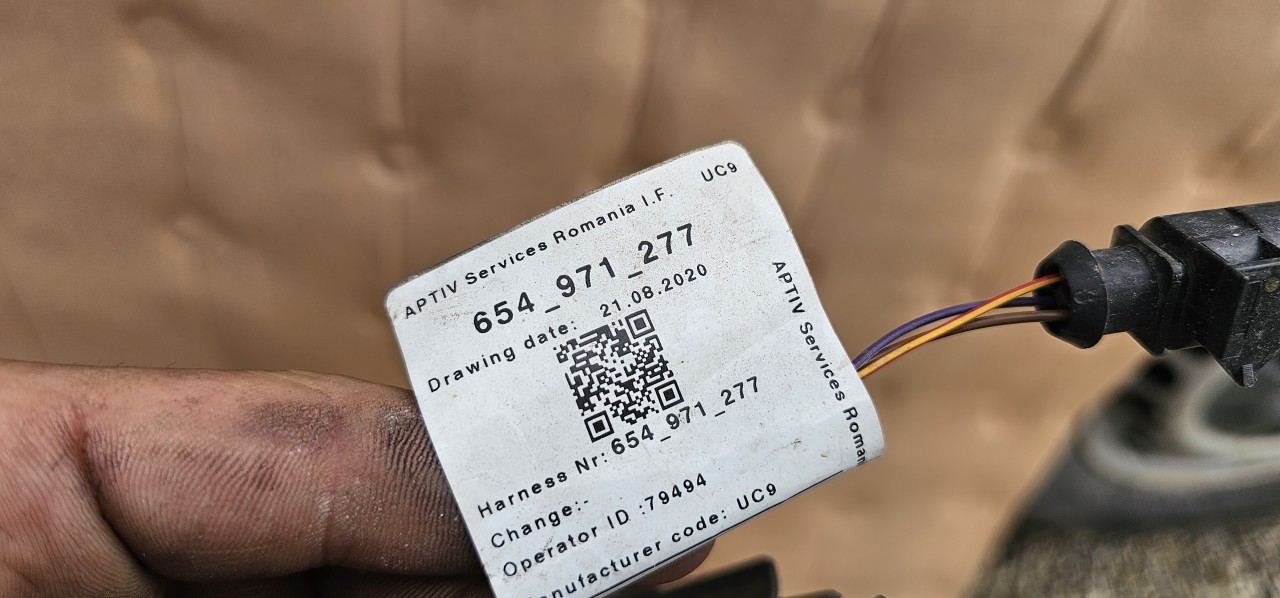 APTIV Services Romania I.F. UC9
654_971_277
Drawing date: 21.08.2020
Harness Nr: 654_971_277
Change:-
Operator ID :79494
anufacturer code: UC9
APTIV Services Roman